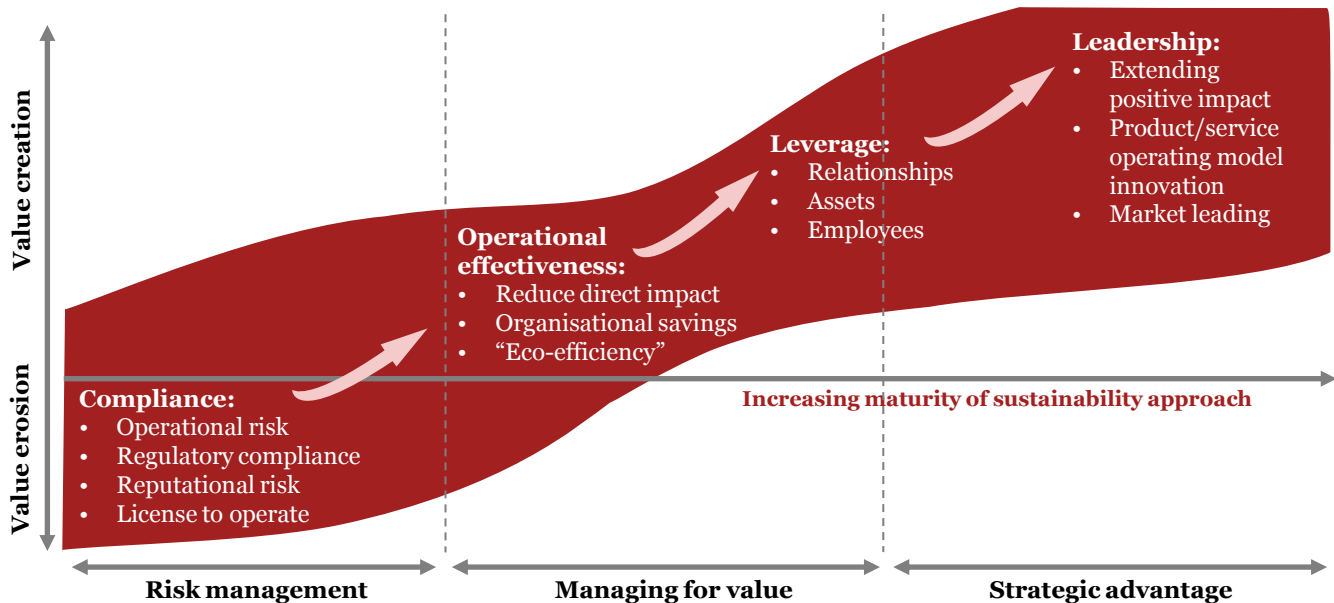 Value creation
Value erosion
Compliance:
• Operational risk
• Regulatory compliance
• Reputational risk
• License to operate
Operational
effectiveness:
• Reduce direct impact
• Organisational savings
• “Eco-efficiency”
Leverage:
• Relationships
• Assets
• Employees
Leadership:
• Extending
positive impact
• Product/service
operating model
innovation
• Market leading
Increasing maturity of sustainability approach
Risk management
Managing for value
Strategic advantage